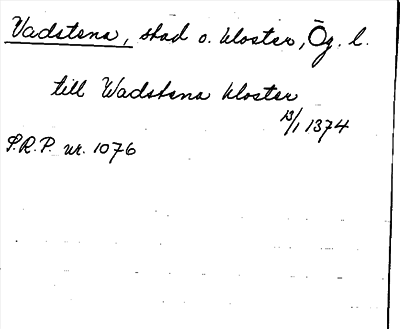 Vadstena, stad o. kloster, Ög. l.
till Wadstena kloster
13/1 1374
S.R.P. nr. 1076